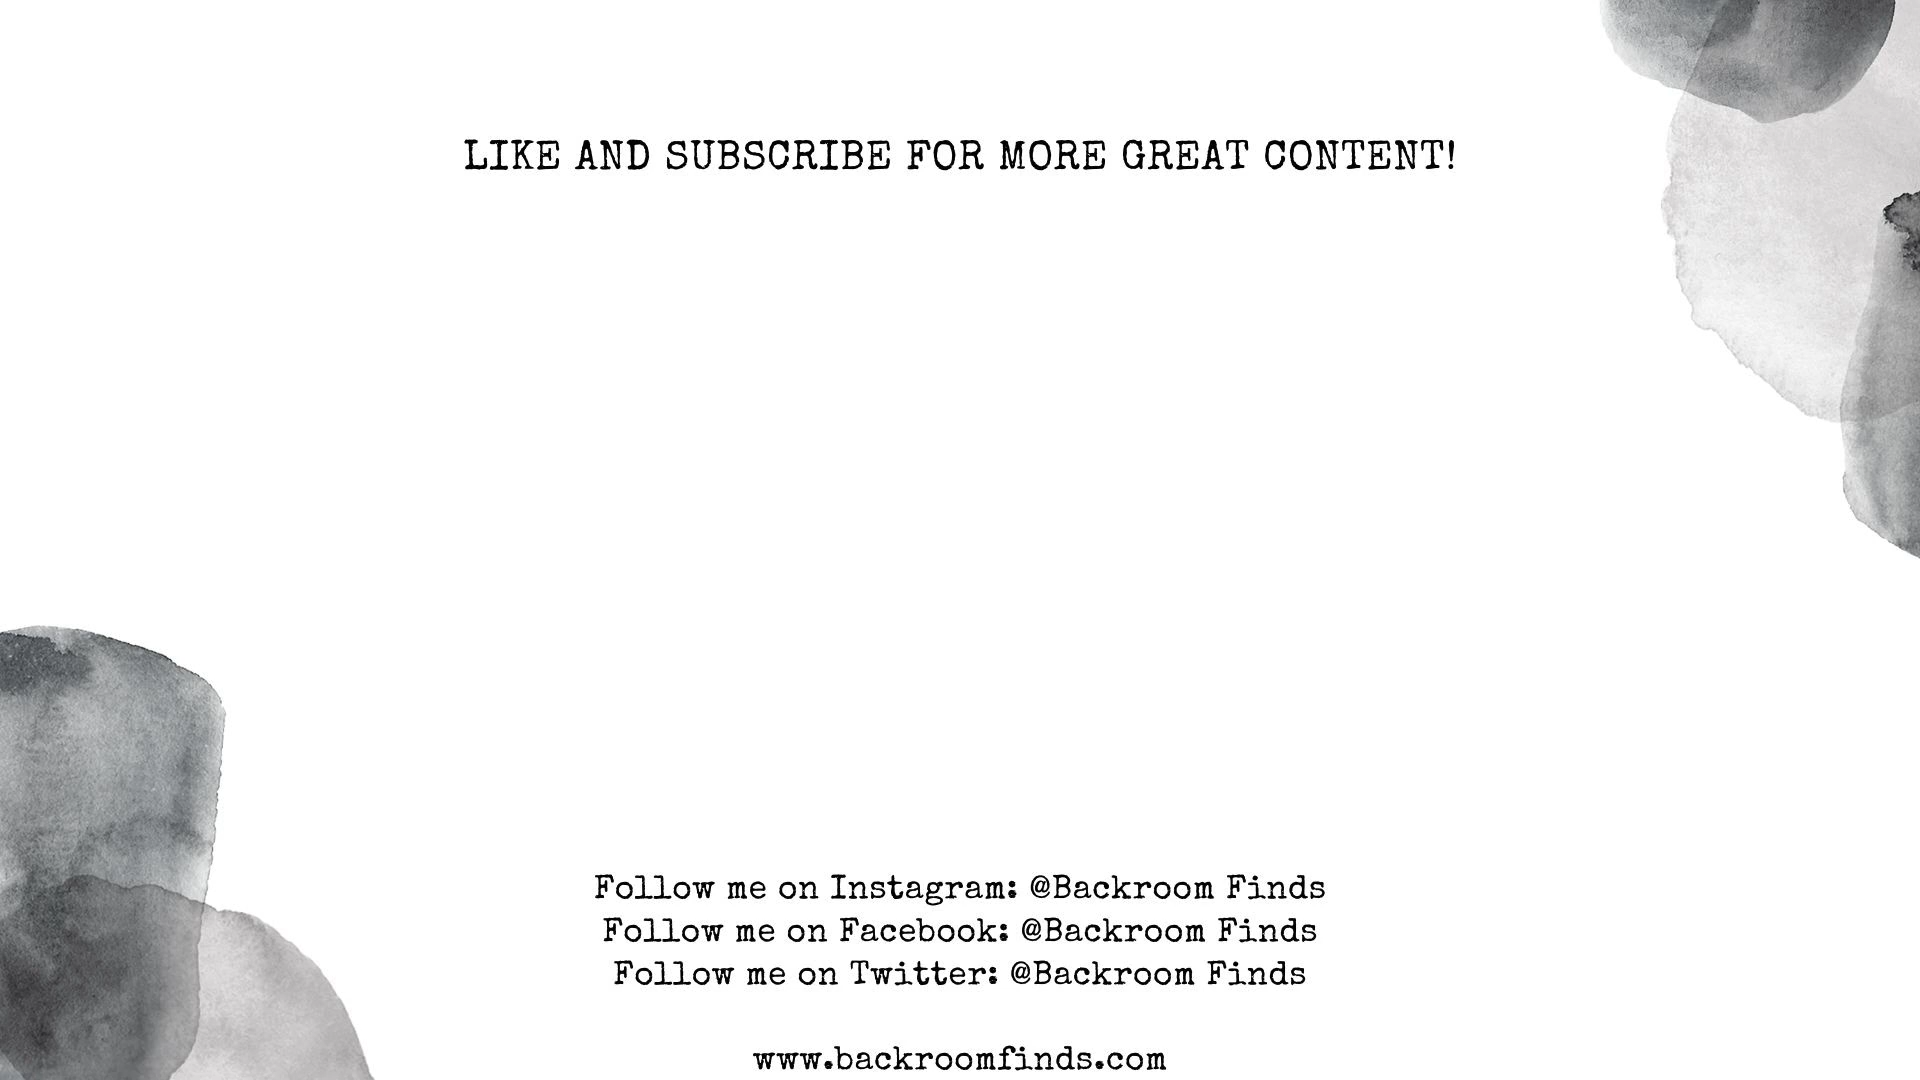 LIKE AND SUBSCRIBE FOR MORE GREAT CONTENT!
Follow me on Instagram: @Backroom Finds
Follow me on Facebook: @Backroom Finds
Follow me on Twitter: @Backroom Finds
www.backroomfinds.com